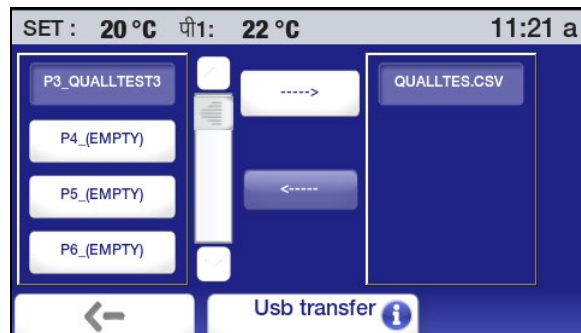 SET : 20 °C पी1: 22 °C 11:21 a
P3_QUALLTEST3
P4_(EMPTY)
P5_(EMPTY)
P6_(EMPTY)
----->
<-----
QUALLTES.CSV
Usb transfer